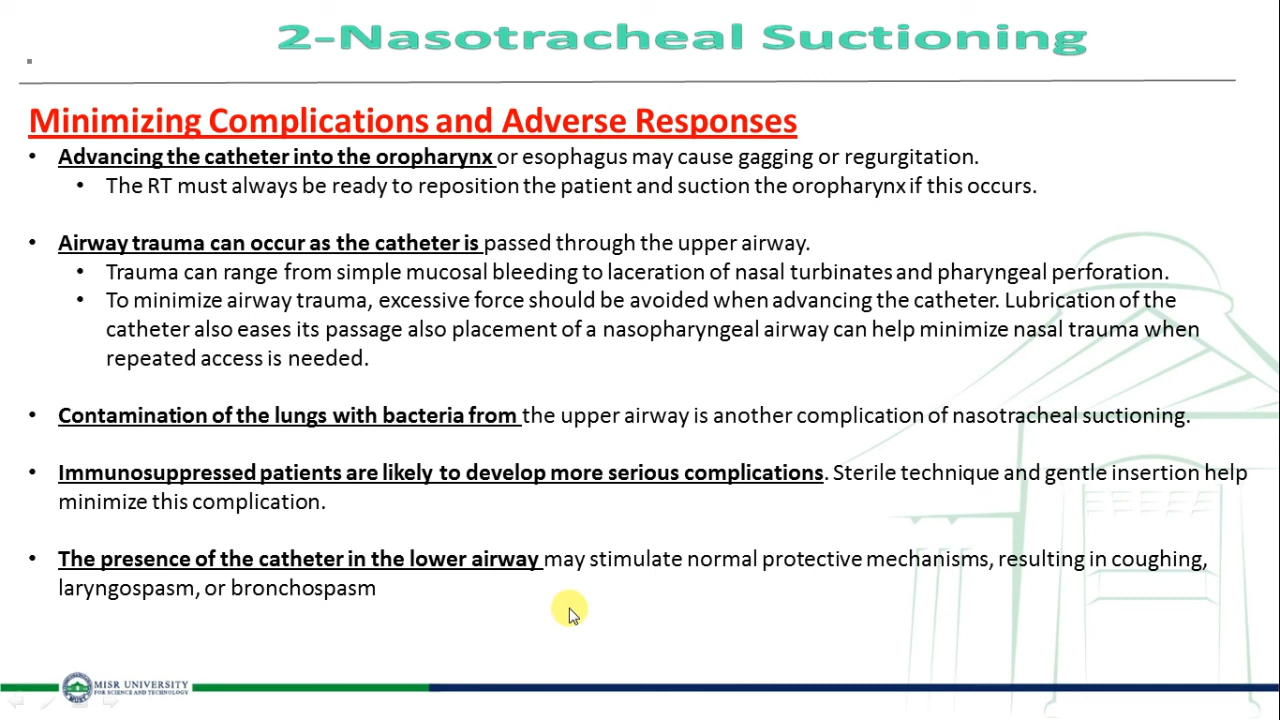 2-Nasotracheal Suctioning
Minimizing Complications and Adverse Responses
• Advancing the catheter into the oropharynx or esophagus may cause gagging or regurgitation.
• The RT must always be ready to reposition the patient and suction the oropharynx if this occurs.
• Airway trauma can occur as the catheter is passed through the upper airway.
• Trauma can range from simple mucosal bleeding to laceration of nasal turbinates and pharyngeal perforation.
• To minimize airway trauma, excessive force should be avoided when advancing the catheter. Lubrication of the
catheter also eases its passage also placement of a nasopharyngeal airway can help minimize nasal trauma when
repeated access is needed.
• Contamination of the lungs with bacteria from the upper airway is another complication of nasotracheal suctioning.
• Immunosuppressed patients are likely to develop more serious complications. Sterile technique and gentle insertion help
minimize this complication.
• The presence of the catheter in the lower airway may stimulate normal protective mechanisms, resulting in coughing,
laryngospasm, or bronchospasm
MISR UNIVERSITY
FOR SCIENCE AND TECHNOLOGY